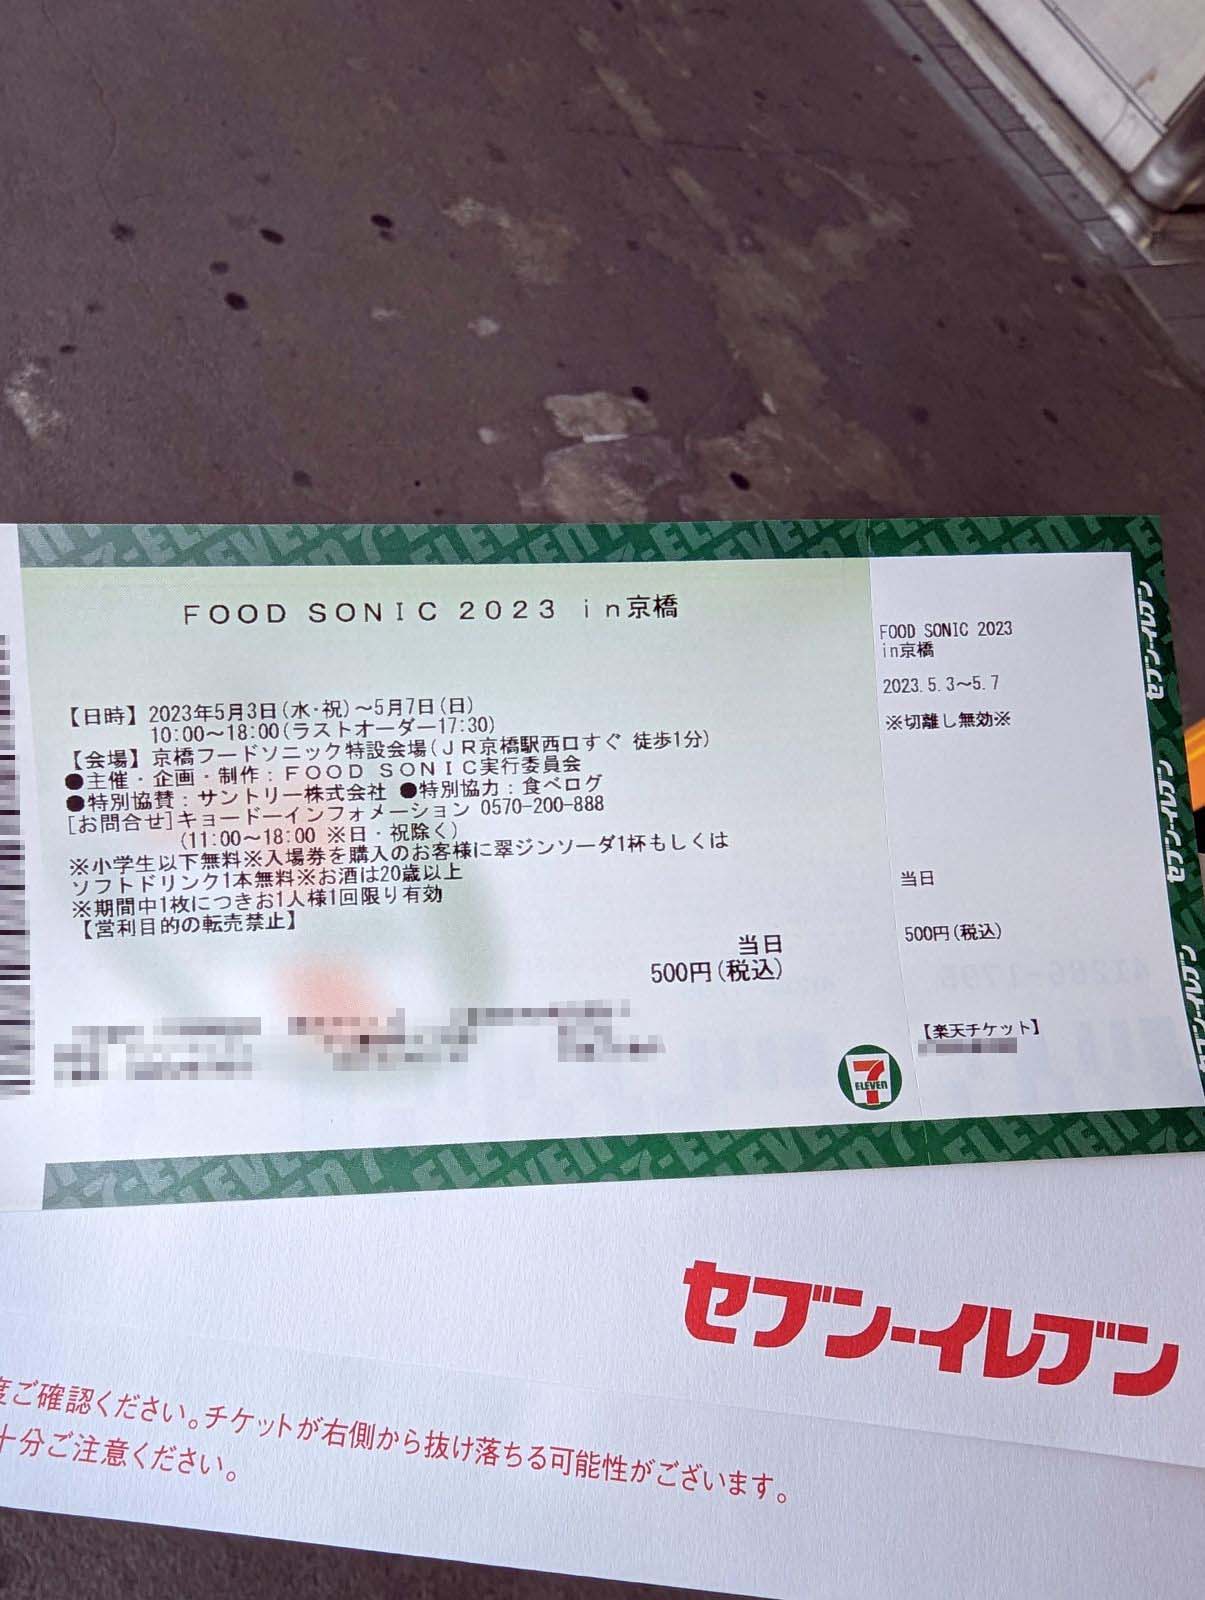 FOOD SONIC 2023 in京橋
【日時】2023年5月3日(水・祝)～5月7日(日)
10:00～18:00(ラストオーダー17:30)
【会場】京橋フードソニック特設会場(JR京橋駅西口すぐ 徒歩1分)
●主催・企画・制作：FOOD SONIC実行委員会
●特別協賛：サントリー株式会社 ●特別協力：食べログ
[お問合せ]キョードーインフォメーション 0570-200-888
(11:00～18:00 ※日・祝除く)
※小学生以下無料※入場券を購入のお客様に翠ジンソーダ1杯もしくは
ソフトドリンク1本無料※お酒は20歳以上
※期間中1枚につきお1人様1回限り有効
【営利目的の転売禁止】
当日
500円(税込)
7
ELEVEN
FOOD SONIC 2023
in京橋
2023.5.3～5.7
※切離し無効※
当日
500円(税込)
【楽天チケット】
セブン-イレブン
セブン-イレブン
セブン-イレブン
セブン-イレブン
度ご確認ください。チケットが右側から抜け落ちる可能性がございます。
十分ご注意ください。